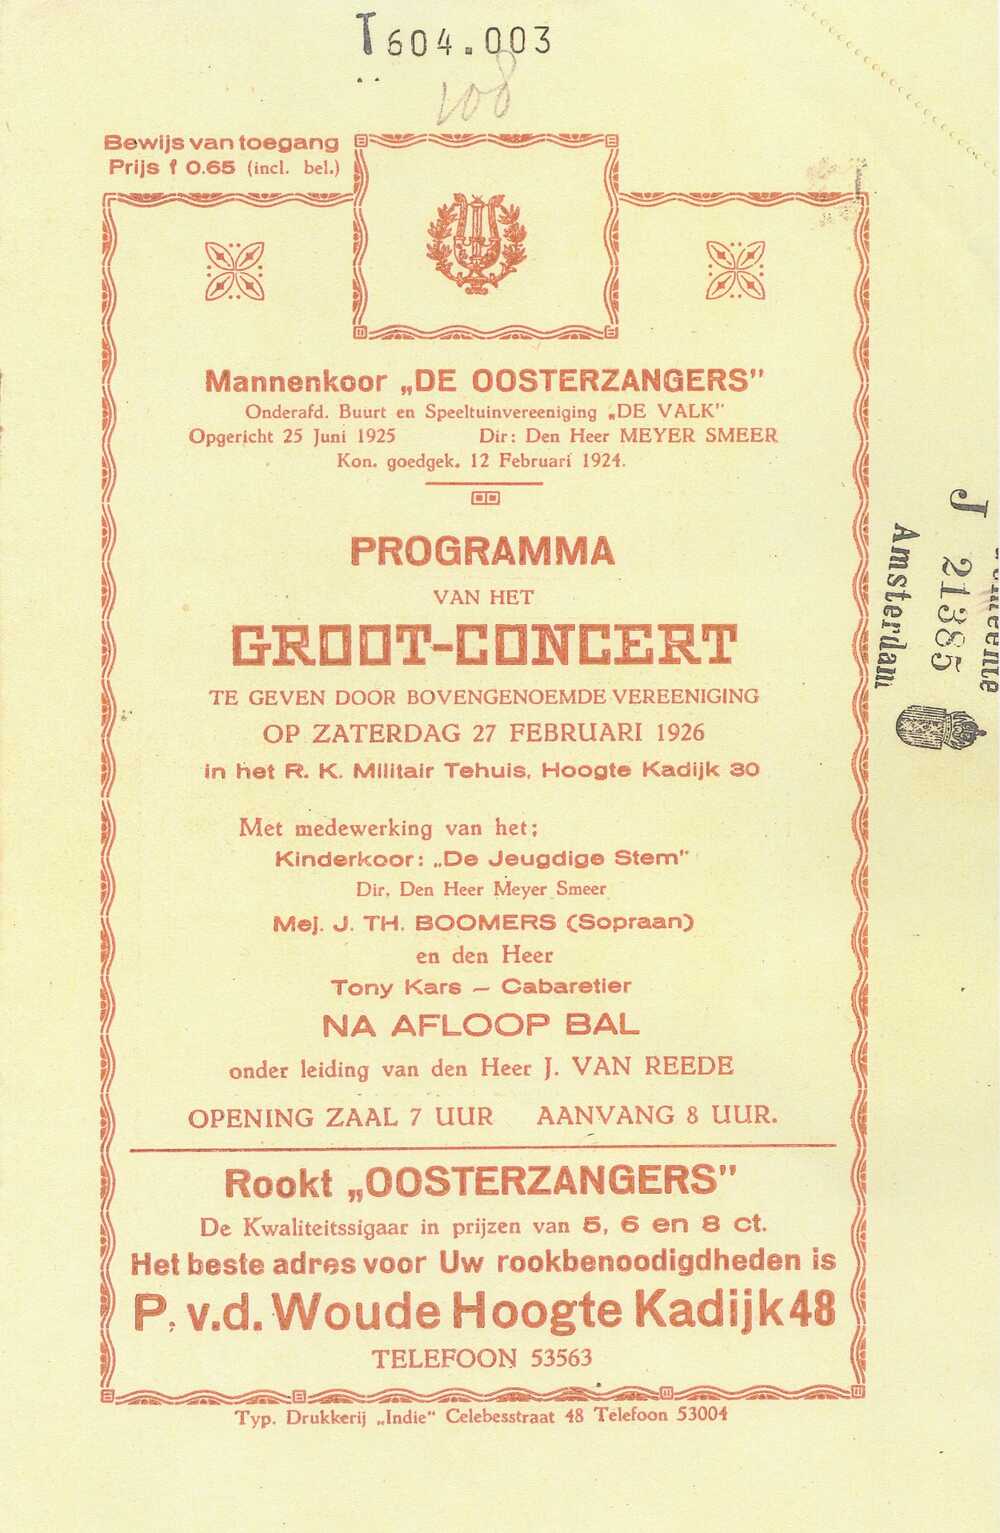 T604.003
108
Bewijs van toegang
Prijs f 0.65 (incl. bel.)
Mannenkoor „DE OOSTERZANGERS”
Onderafd. Buurt en Speeltuinvereeniging „DE VALK”
Opgericht 25 Juni 1925 Dir: Den Heer MEYER SMEER
Kon. goedgek. 12 Februari 1924.
PROGRAMMA
VAN HET
GROOT-CONCERT
TE GEVEN DOOR BOVENGENOEMDE VEREENIGING
OP ZATERDAG 27 FEBRUARI 1926
in het R. K. Militair Tehuis, Hoogte Kadijk 30
Met medewerking van het;
Kinderkoor: „De Jeugdige Stem”
Dir. Den Heer Meyer Smeer
Mej. J. TH. BOOMERS (Sopraan)
en den Heer
Tony Kars — Cabaretier
NA AFLOOP BAL
onder leiding van den Heer J. VAN REEDE
OPENING ZAAL 7 UUR AANVANG 8 UUR.
Rookt „OOSTERZANGERS”
De Kwaliteitssigaar in prijzen van 5, 6 en 8 ct.
Het beste adres voor Uw rookbenoodigdheden is
P. v.d. Woude Hoogte Kadijk 48
TELEFOON 53563
Typ. Drukkerij „Indie” Celebesstraat 48 Telefoon 53004
J 21385
Amsterdam